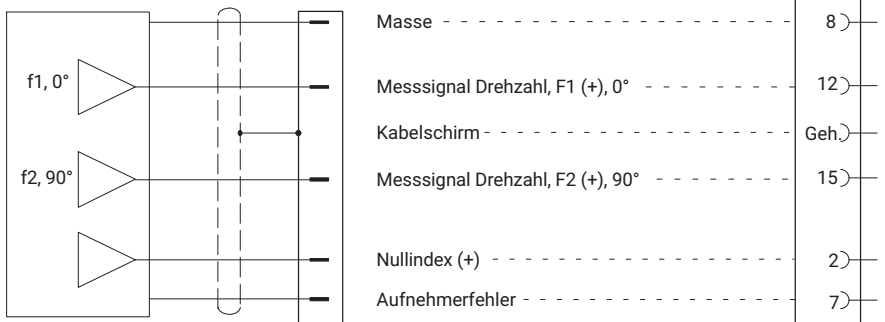 Masse 8
f1, 0° Messsignal Drehzahl, F1 (+), 0° 12
Kabelschirm Geh.
f2, 90° Messsignal Drehzahl, F2 (+), 90° 15
Nullindex (+) 2
Aufnehmerfehler 7